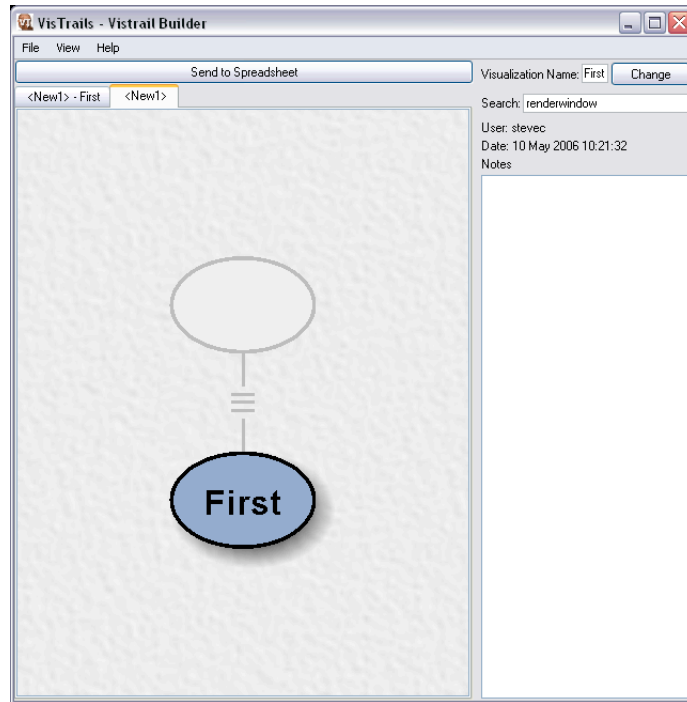 VisTrails - Vistrail Builder
File View Help
Send to Spreadsheet
<New1> - First <New1>
Visualization Name: First Change
Search: renderwindow
User: stevec
Date: 10 May 2006 10:21:32
Notes
First